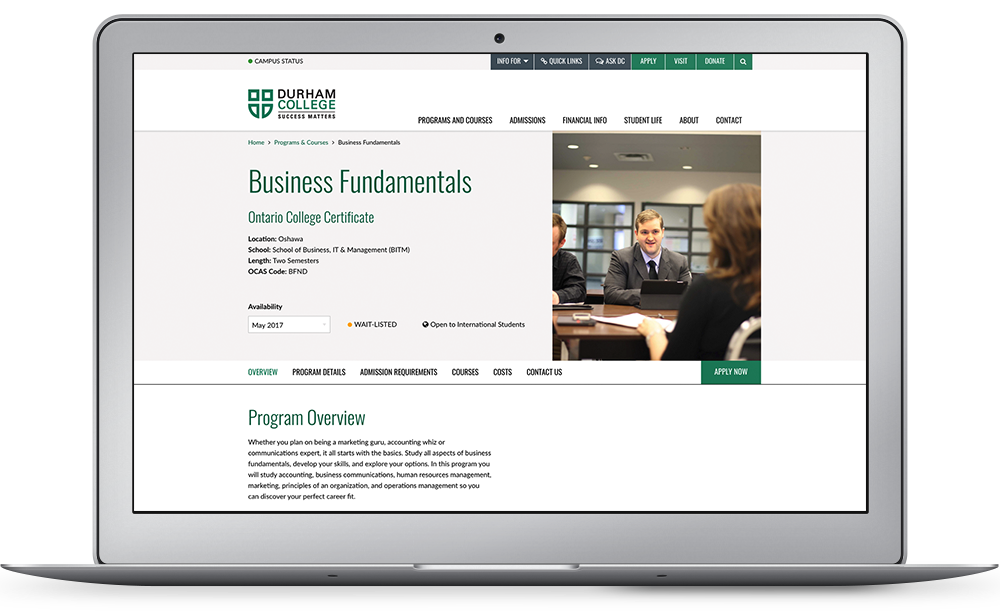 CAMPUS STATUS
INFO FOR QUICK LINKS ASK DC APPLY VISIT DONATE
DURHAM
COLLEGE
SUCCESS MATTERS
PROGRAMS AND COURSES ADMISSIONS FINANCIAL INFO STUDENT LIFE ABOUT CONTACT
Home > Programs & Courses > Business Fundamentals
Business Fundamentals
Ontario College Certificate
Location: Oshawa
School: School of Business, IT & Management (BITM)
Length: Two Semesters
OCAS Code: BFND
Availability
May 2017 WAIT-LISTED Open to International Students
OVERVIEW PROGRAM DETAILS ADMISSION REQUIREMENTS COURSES COSTS CONTACT US APPLY NOW
Program Overview
Whether you plan on being a marketing guru, accounting whiz or
communications expert, it all starts with the basics. Study all aspects of business
fundamentals, develop your skills, and explore your options. In this program you
will study accounting, business communications, human resources management,
marketing, principles of an organization, and operations management so you
can discover your perfect career fit.